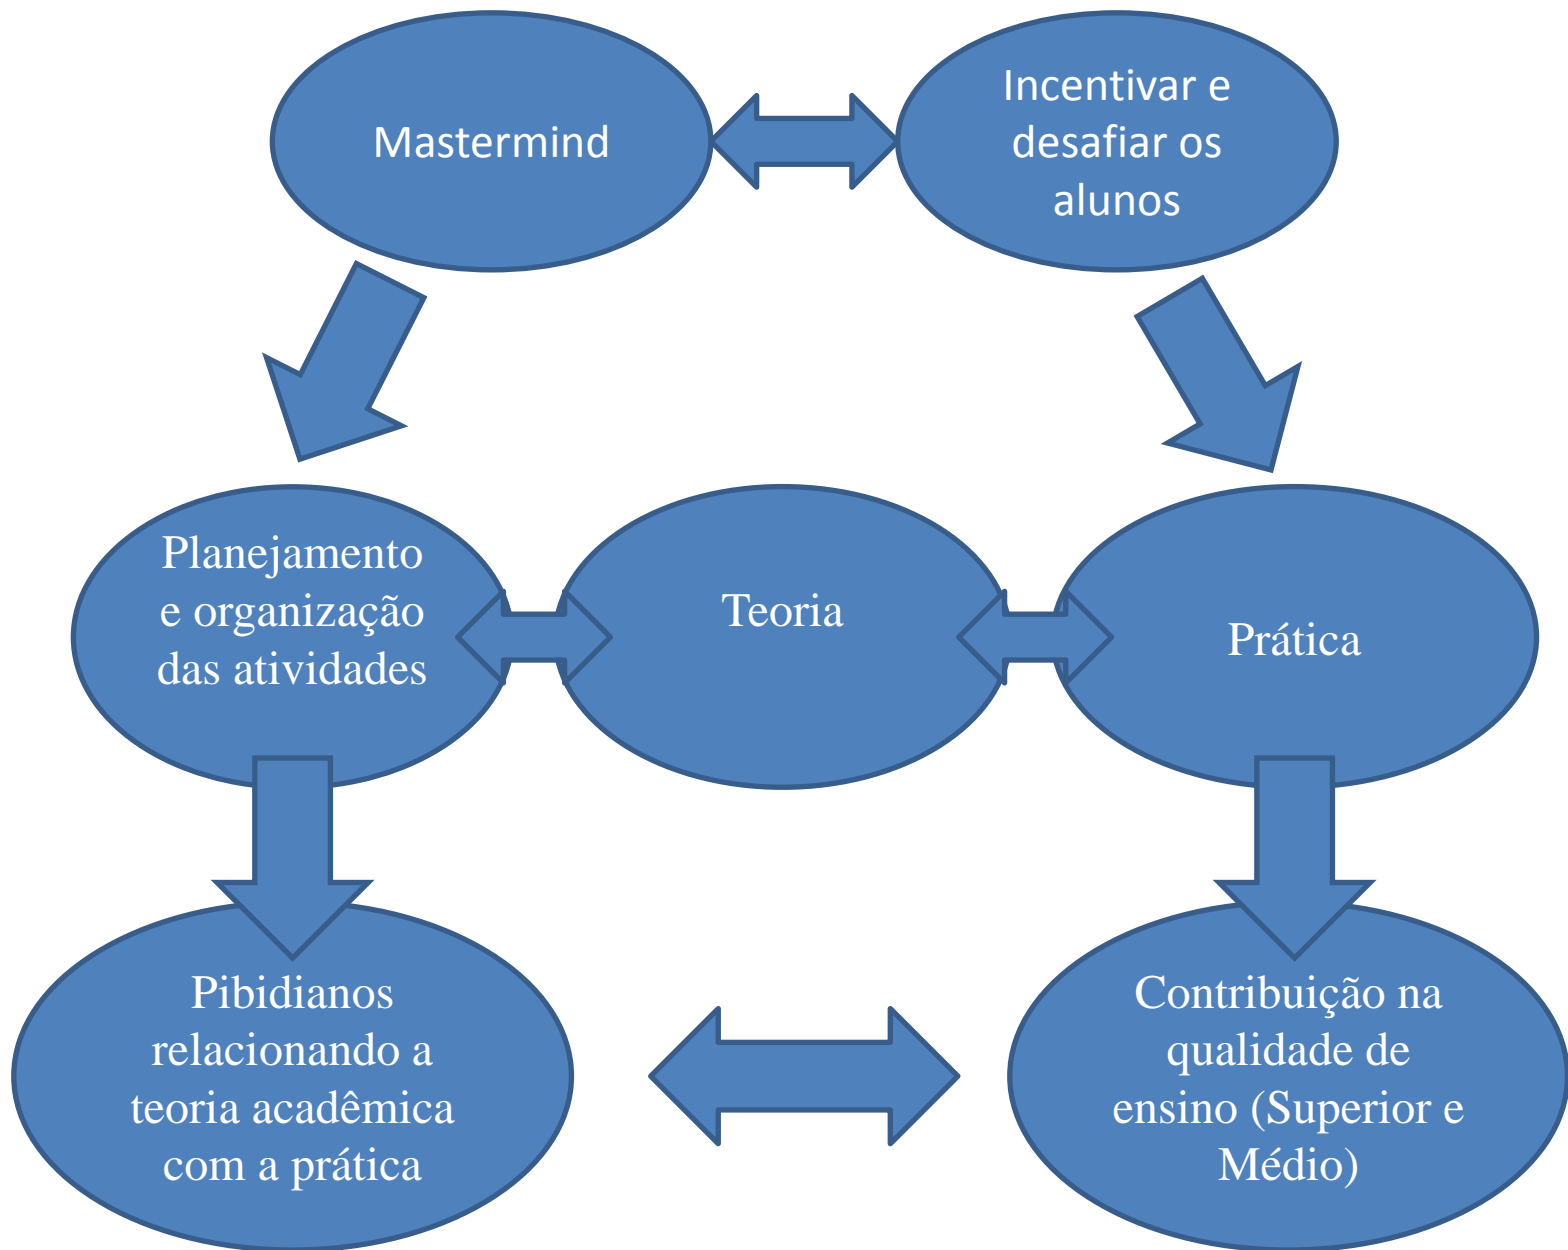 Mastermind
Incentivar e
desafiar os
alunos
Planejamento
e organização
das atividades
Teoria
Prática
Pibidianos
relacionando a
teoria acadêmica
com a prática
Contribuição na
qualidade de
ensino (Superior e
Médio)